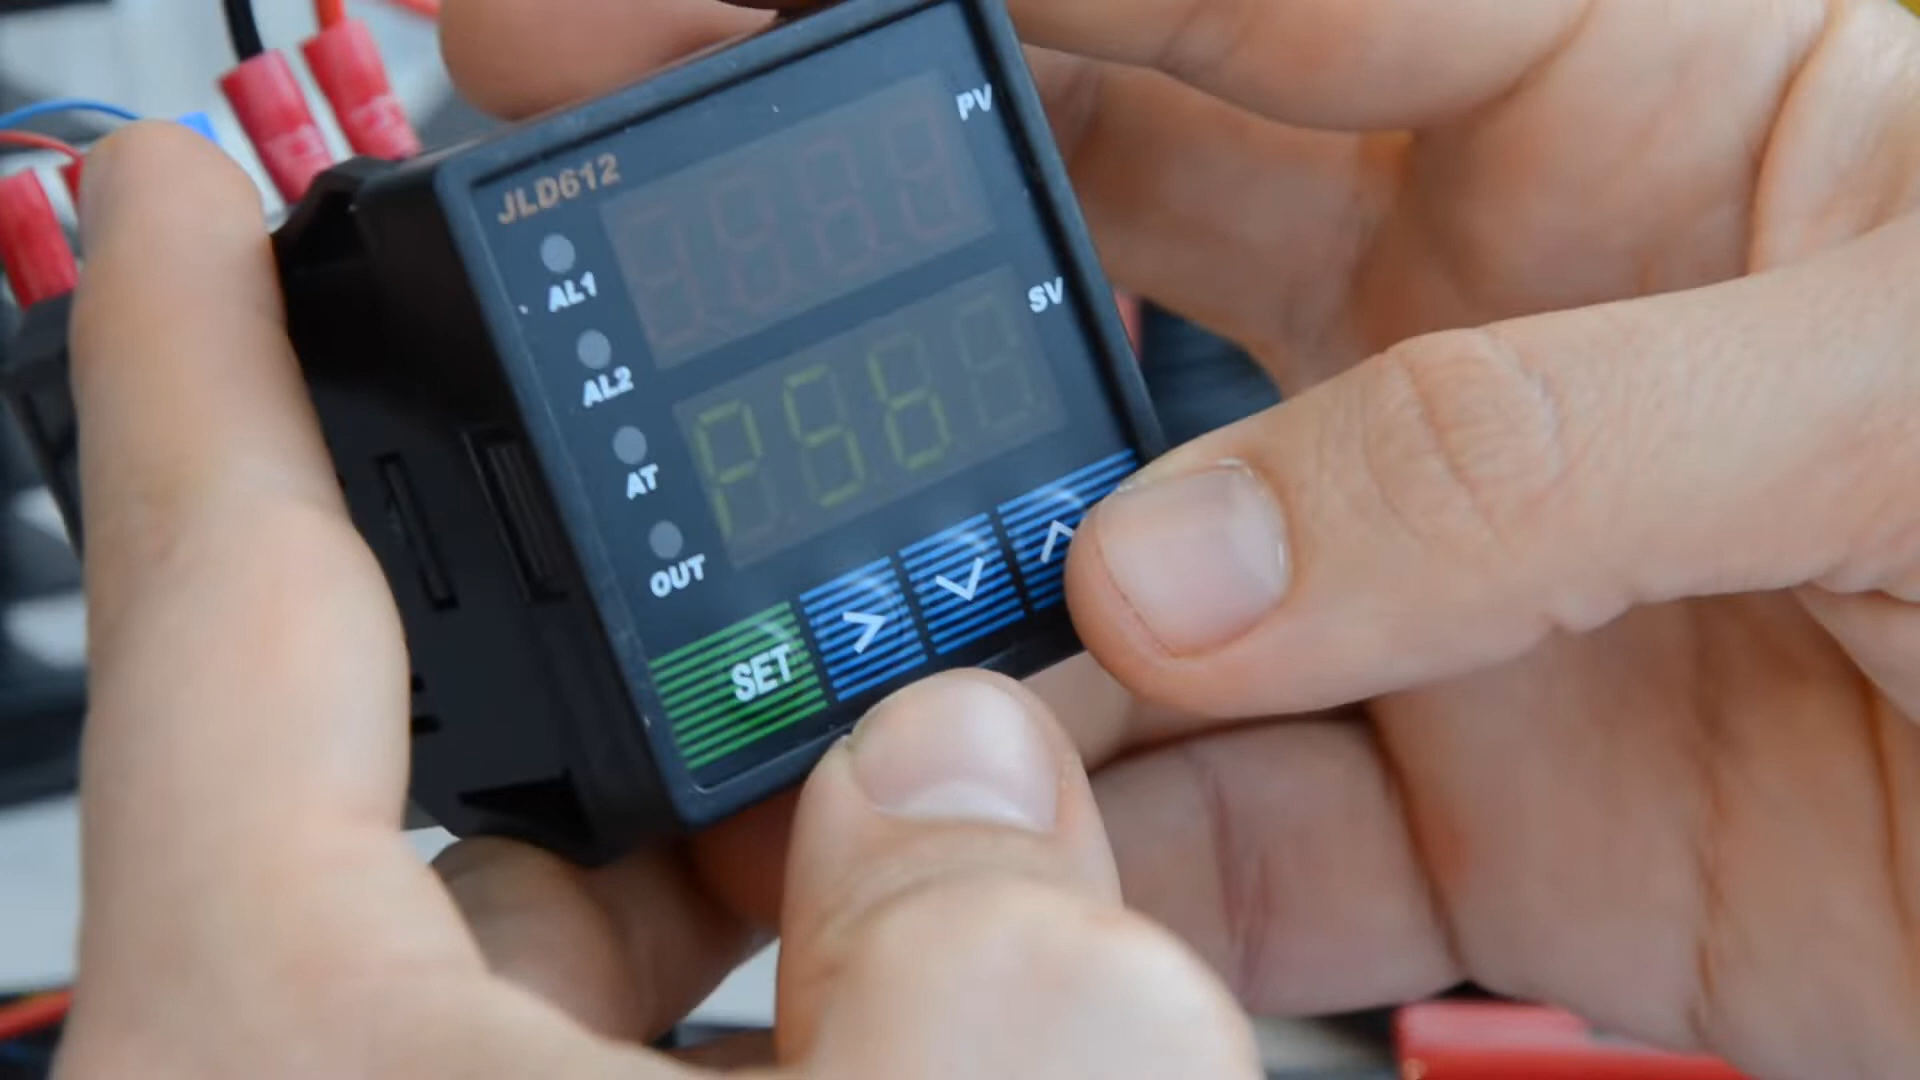 JLD612
PV
AL1
SV
AL2
PSb
AT
OUT
SET